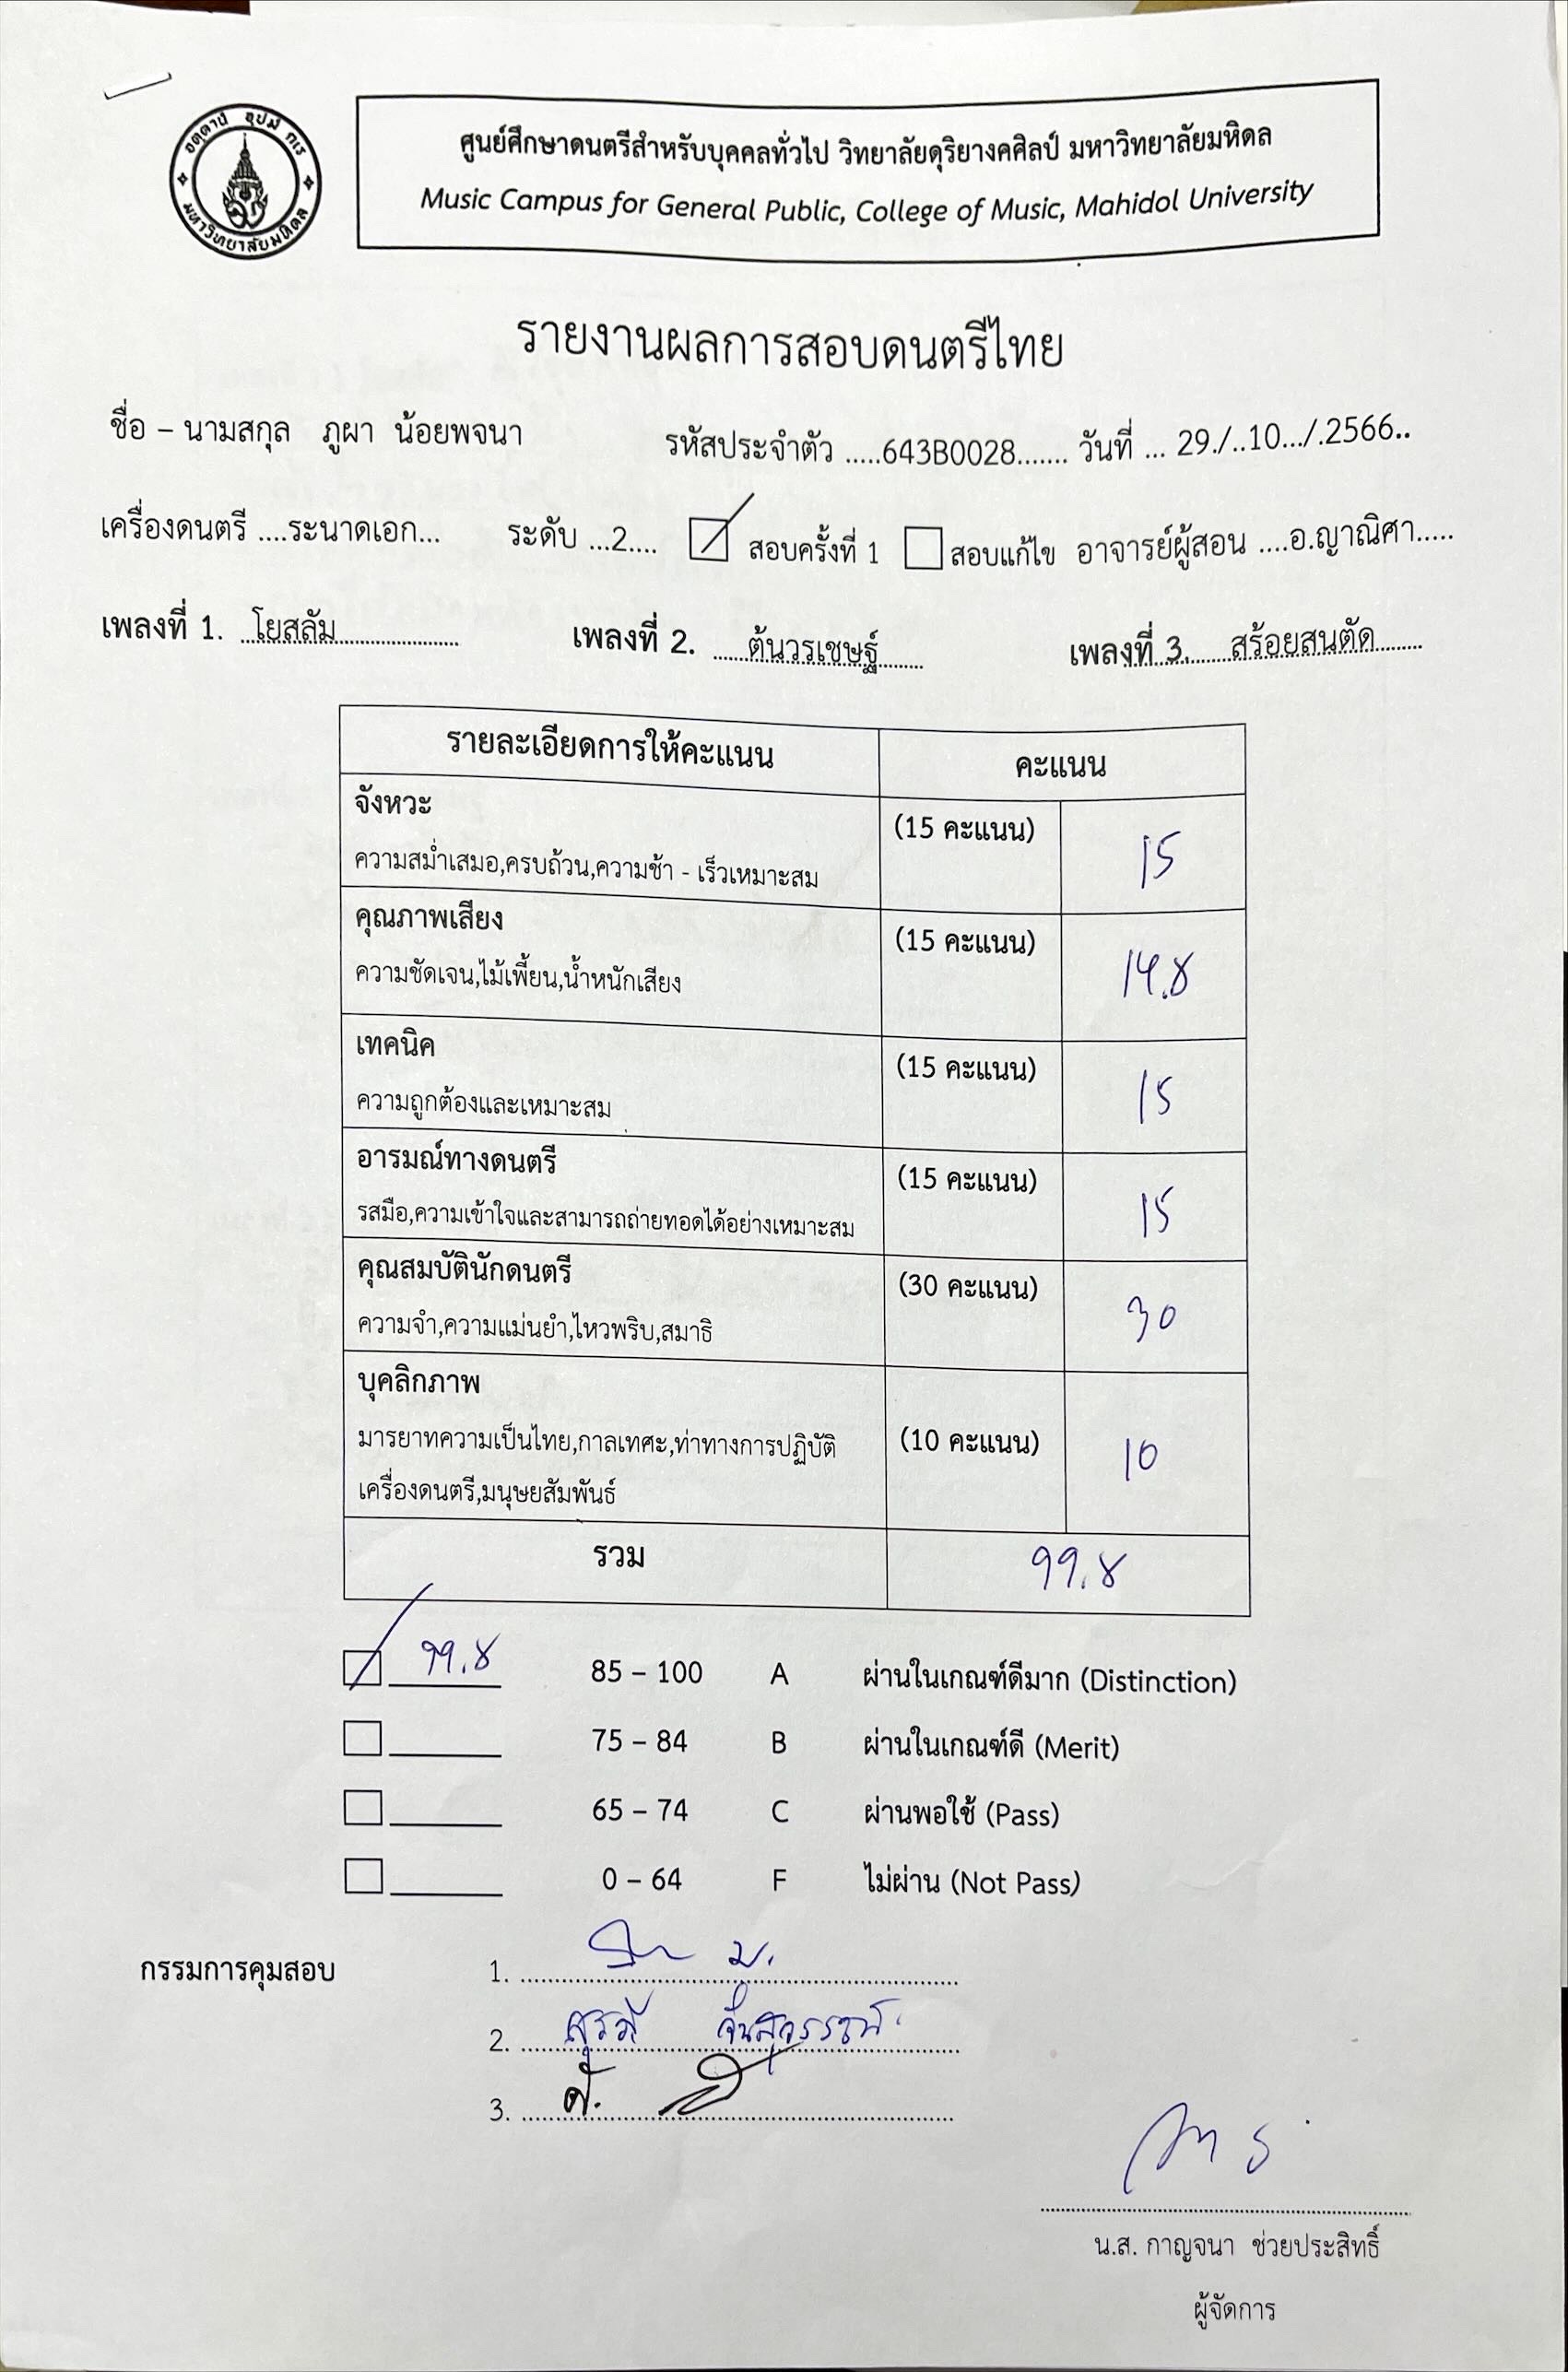 อตฺตานํ อุปมํ กเร
มหาวิทยาลัยมหิดล
ศูนย์ศึกษาดนตรีสำหรับบุคคลทั่วไป วิทยาลัยดุริยางคศิลป์ มหาวิทยาลัยมหิดล
Music Campus for General Public, College of Music, Mahidol University
รายงานผลการสอบดนตรีไทย
ชื่อ – นามสกุล ภูผา น้อยพจนา รหัสประจำตัว .....643B0028....... วันที่ ... 29./..10.../.2566..
เครื่องดนตรี ....ระนาดเอก... ระดับ ...2.... สอบครั้งที่ 1 สอบแก้ไข อาจารย์ผู้สอน ....อ.ญาณิศา.....
เพลงที่ 1. โยสลัม เพลงที่ 2. ต้นวรเชษฐ์ เพลงที่ 3. สร้อยสนตัด
รายละเอียดการให้คะแนน คะแนน
จังหวะ (15 คะแนน) 15
ความสม่ำเสมอ,ครบถ้วน,ความช้า - เร็วเหมาะสม
คุณภาพเสียง (15 คะแนน) 14.8
ความชัดเจน,ไม้เพี้ยน,น้ำหนักเสียง
เทคนิค (15 คะแนน) 15
ความถูกต้องและเหมาะสม
อารมณ์ทางดนตรี (15 คะแนน) 15
รสมือ,ความเข้าใจและสามารถถ่ายทอดได้อย่างเหมาะสม
คุณสมบัตินักดนตรี (30 คะแนน) 30
ความจำ,ความแม่นยำ,ไหวพริบ,สมาธิ
บุคลิกภาพ
มารยาทความเป็นไทย,กาลเทศะ,ท่าทางการปฏิบัติ (10 คะแนน) 10
เครื่องดนตรี,มนุษยสัมพันธ์
รวม 99.8
99.8 85 – 100 A ผ่านในเกณฑ์ดีมาก (Distinction)
75 – 84 B ผ่านในเกณฑ์ดี (Merit)
65 – 74 C ผ่านพอใช้ (Pass)
0 – 64 F ไม่ผ่าน (Not Pass)
กรรมการคุมสอบ 1.
2.
3.
น.ส. กาญจนา ช่วยประสิทธิ์
ผู้จัดการ